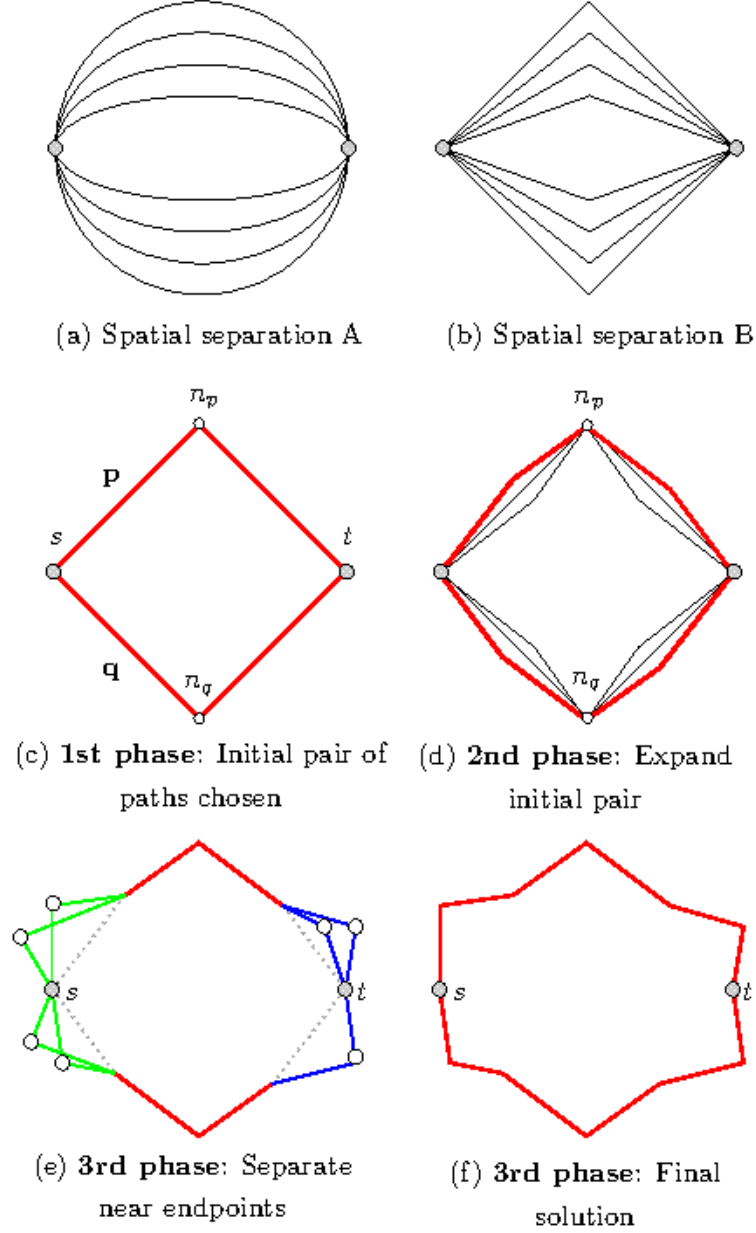 (a) Spatial separation A
(b) Spatial separation B
n_p
p
s
t
q
n_q
n_p
n_q
(c) 1st phase: Initial pair of
paths chosen
(d) 2nd phase: Expand
initial pair
s
t
s
t
(e) 3rd phase: Separate
near endpoints
(f) 3rd phase: Final
solution